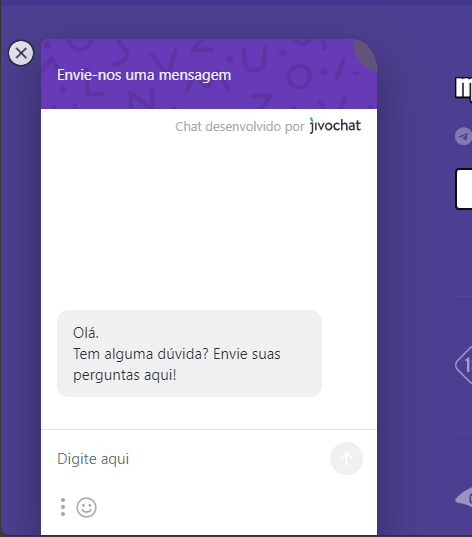 Envie-nos uma mensagem
Chat desenvolvido por jivochat
Olá.
Tem alguma dúvida? Envie suas
perguntas aqui!
Digite aqui